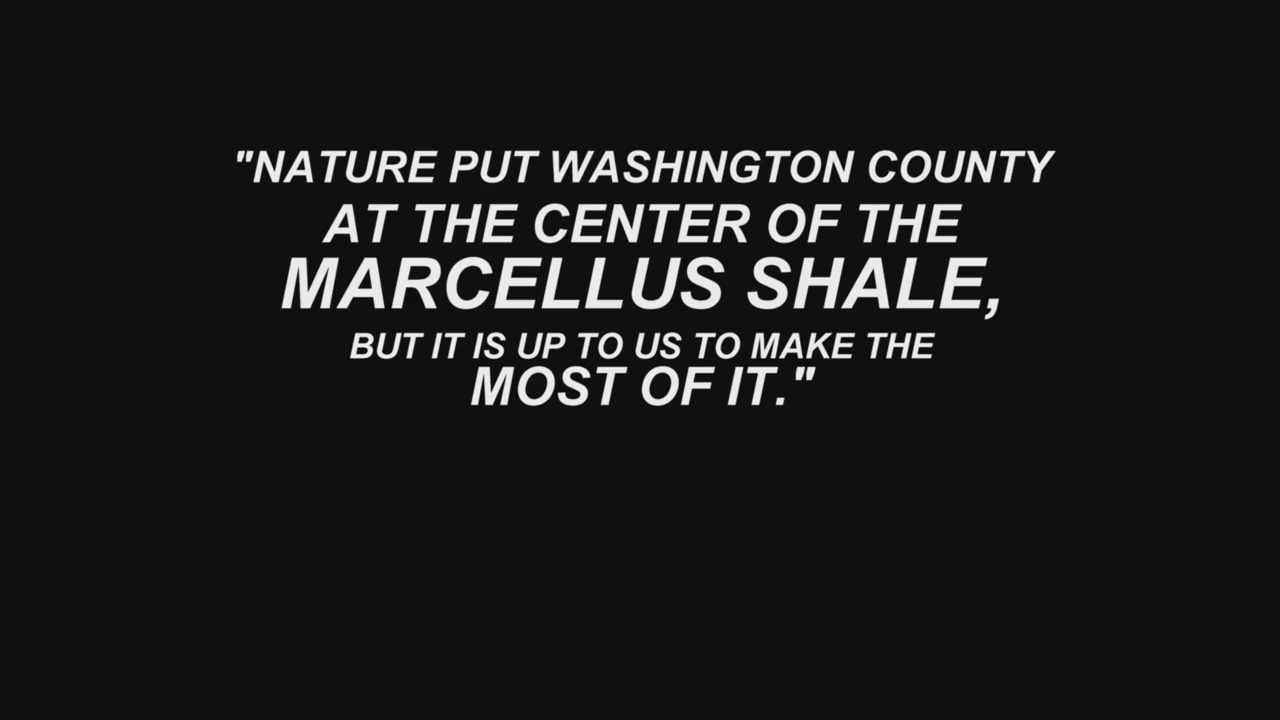 "NATURE PUT WASHINGTON COUNTY
AT THE CENTER OF THE
MARCELLUS SHALE,
BUT IT IS UP TO US TO MAKE THE
MOST OF IT."